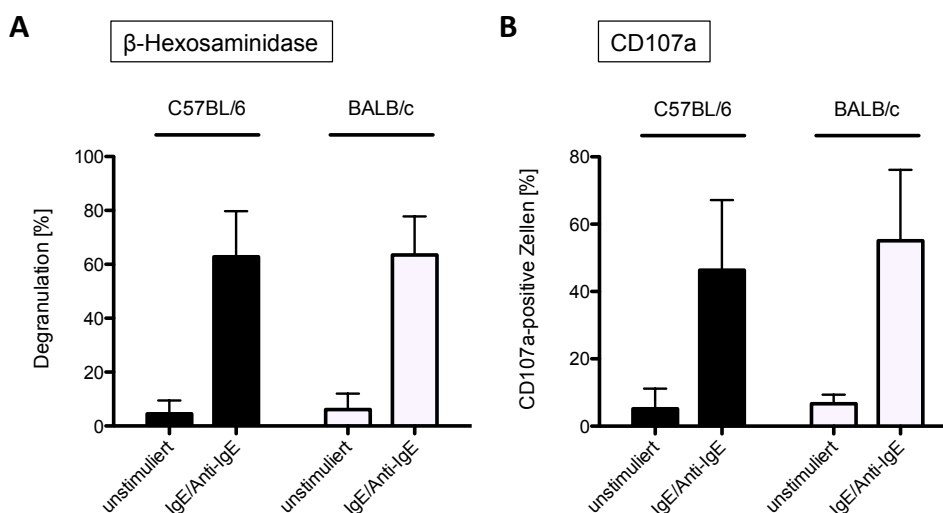 A
β-Hexosaminidase
C57BL/6
BALB/c
Degranulation [%]
100
80
60
40
20
0
unstimuliert
IgE/Anti-IgE
unstimuliert
IgE/Anti-IgE
B
CD107a
C57BL/6
BALB/c
CD107a-positive Zellen [%]
80
60
40
20
0
unstimuliert
IgE/Anti-IgE
unstimuliert
IgE/Anti-IgE